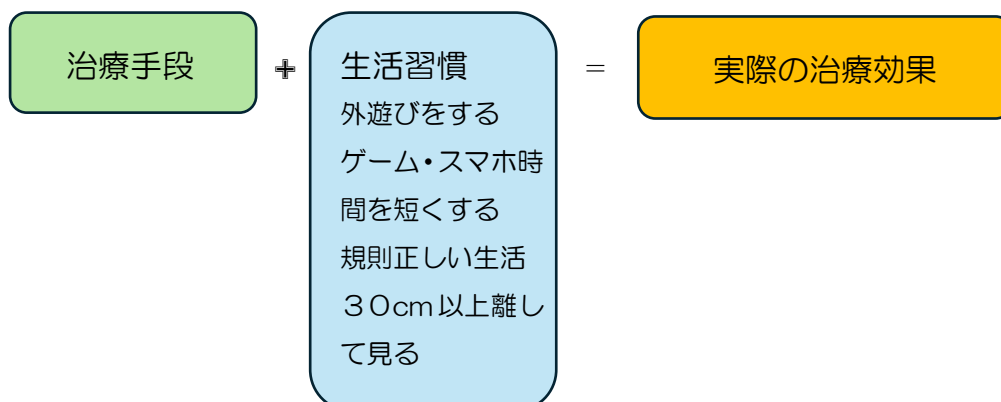 治療手段
+
生活習慣
外遊びをする
ゲーム・スマホ時
間を短くする
規則正しい生活
30cm以上離し
て見る
=
実際の治療効果